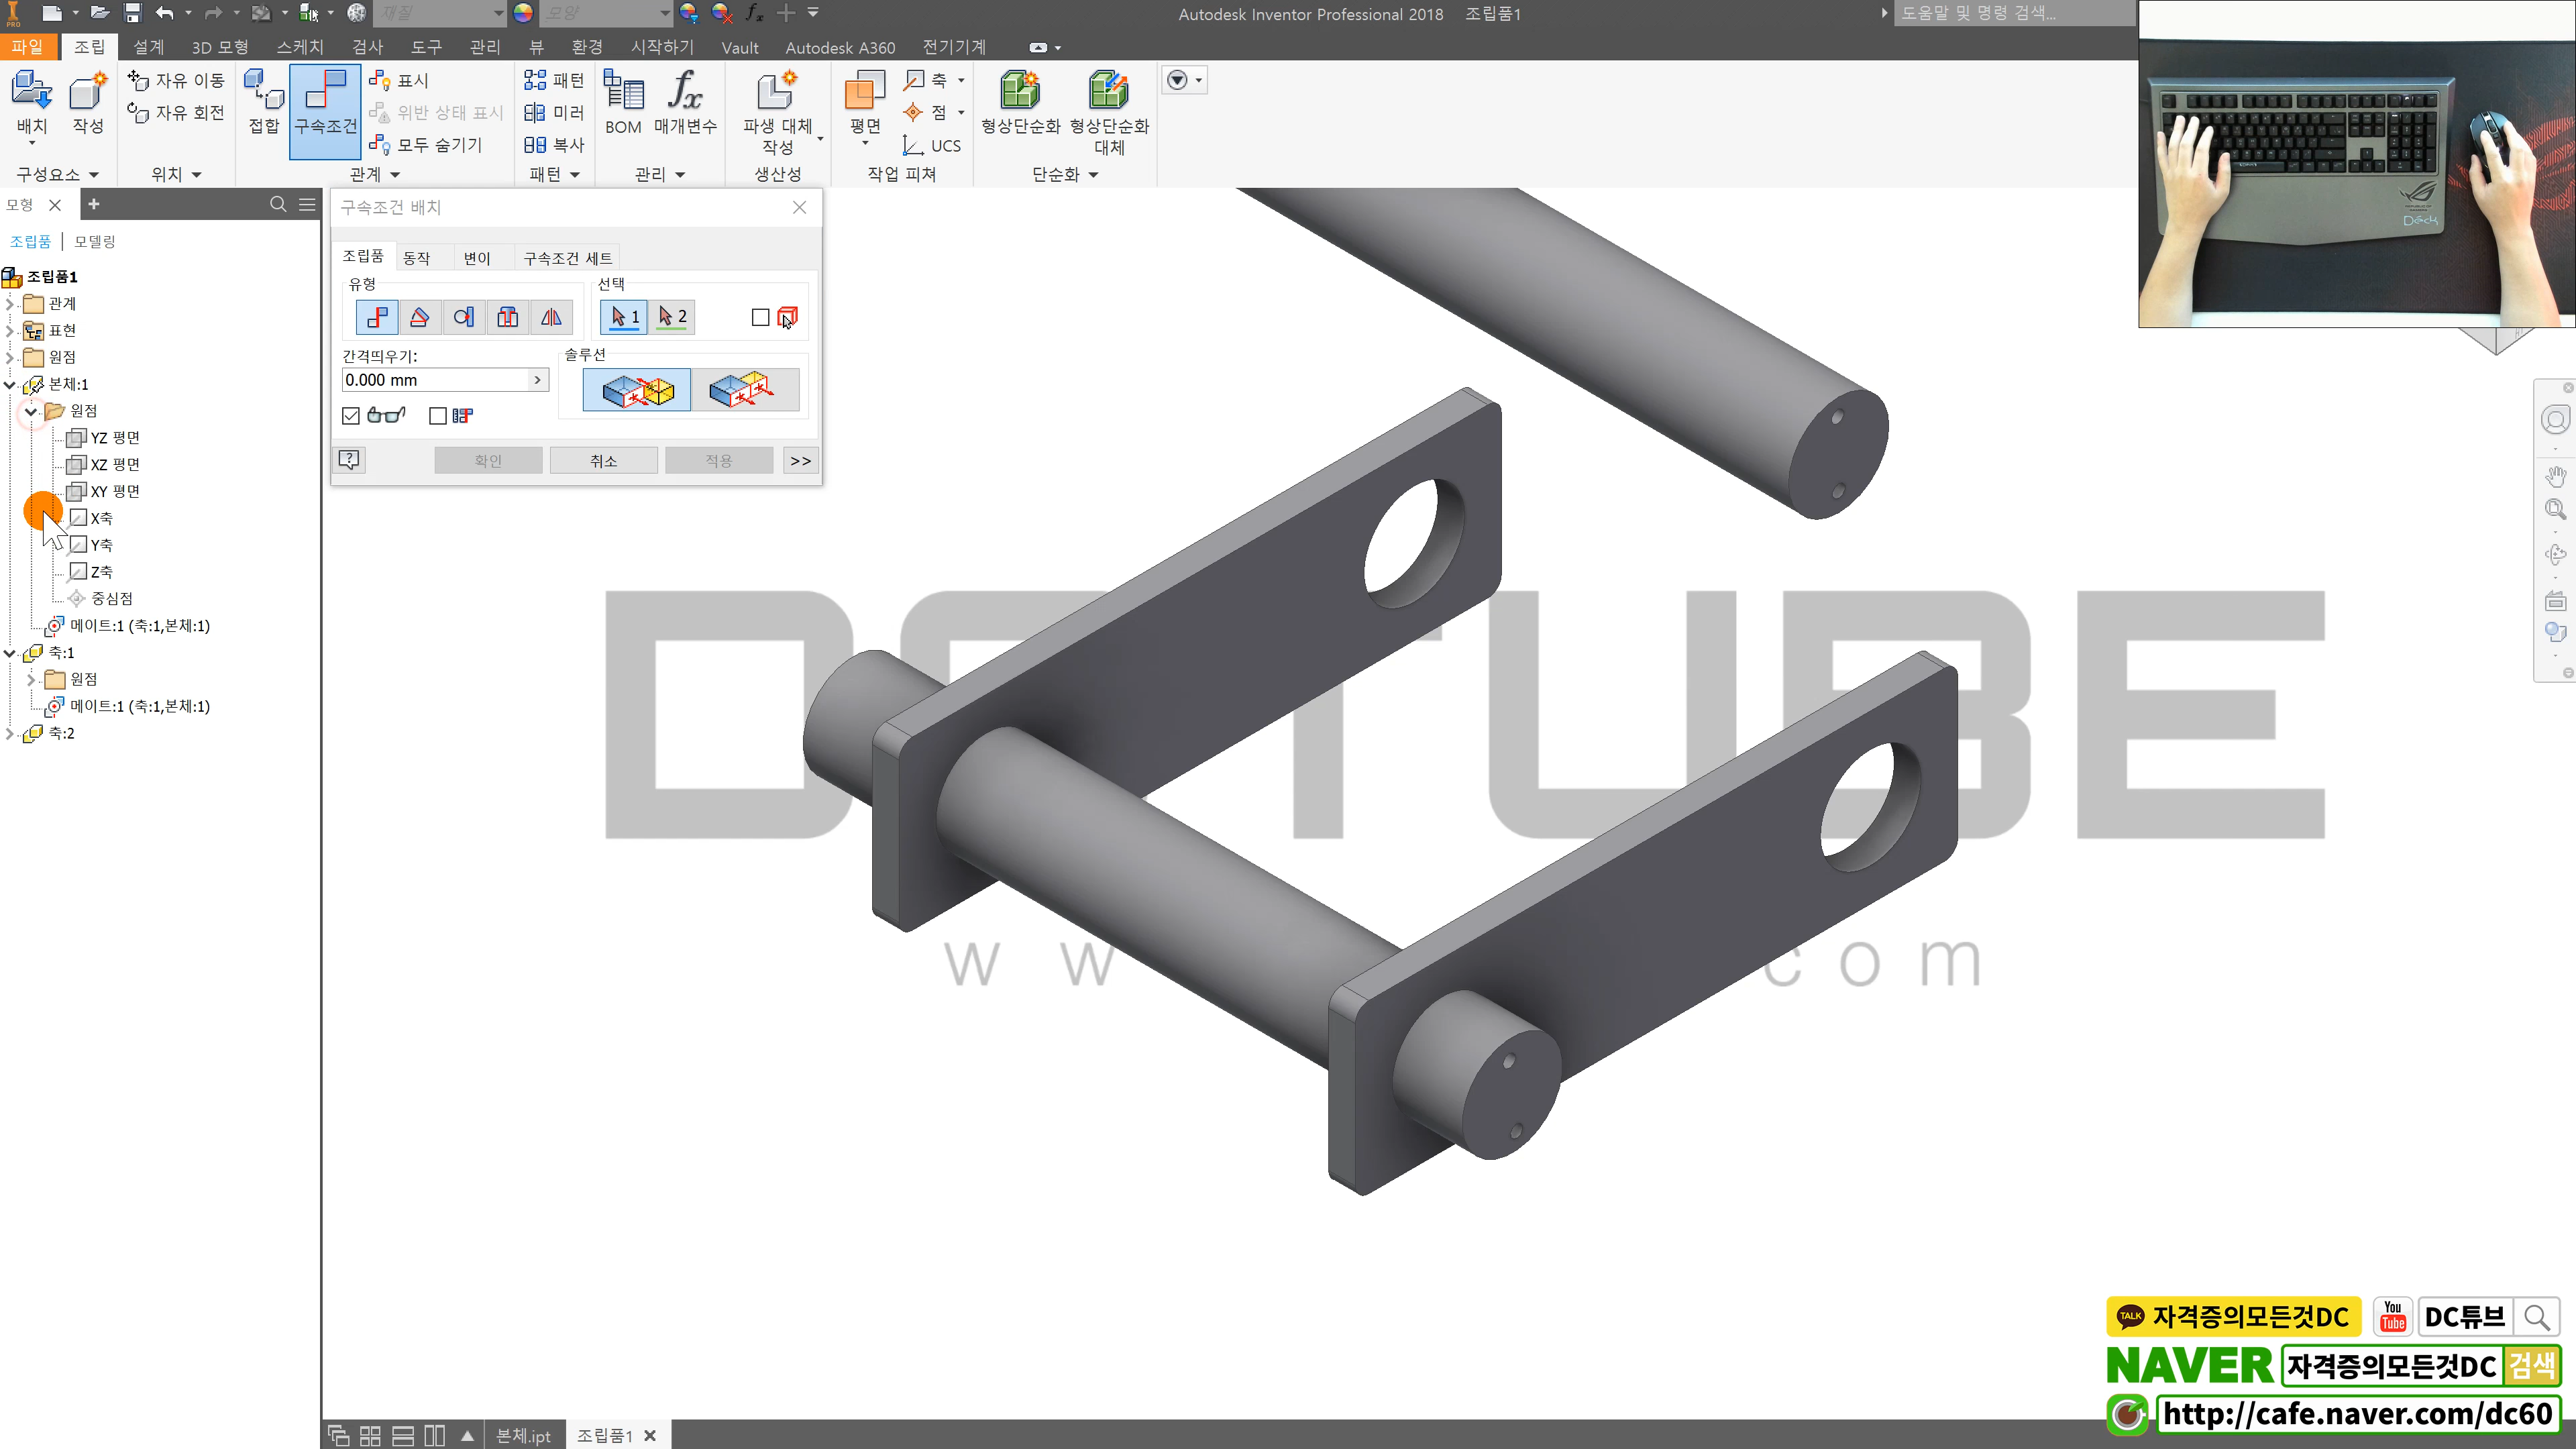 PRO
재질
모양
Autodesk Inventor Professional 2018 조립품1
도움말 및 명령 검색...
파일 조립 설계 3D 모형 스케치 검사 도구 관리 뷰 환경 시작하기 Vault Autodesk A360 전기기계
배치
작성
자유 이동
자유 회전
접합
구속조건
표시
위반 상태 표시
모두 숨기기
패턴
미러
복사
BOM
매개변수
파생 대체
작성
평면
축
점
UCS
형상단순화
형상단순화
대체
구성요소 위치 관계 패턴 관리 생산성 작업 피쳐 단순화
모형
조립품 | 모델링
조립품1
관계
표현
원점
본체:1
원점
YZ 평면
XZ 평면
XY 평면
X축
Y축
Z축
중심점
메이트:1 (축:1,본체:1)
축:1
원점
메이트:1 (축:1,본체:1)
축:2
구속조건 배치
조립품 동작 변이 구속조건 세트
유형
선택
1 2
간격띄우기:
솔루션
0.000 mm
확인 취소 적용 >>
Deck
본체.ipt 조립품1
TALK 자격증의모든것DC
You Tube DC튜브
NAVER 자격증의모든것DC 검색
http://cafe.naver.com/dc60